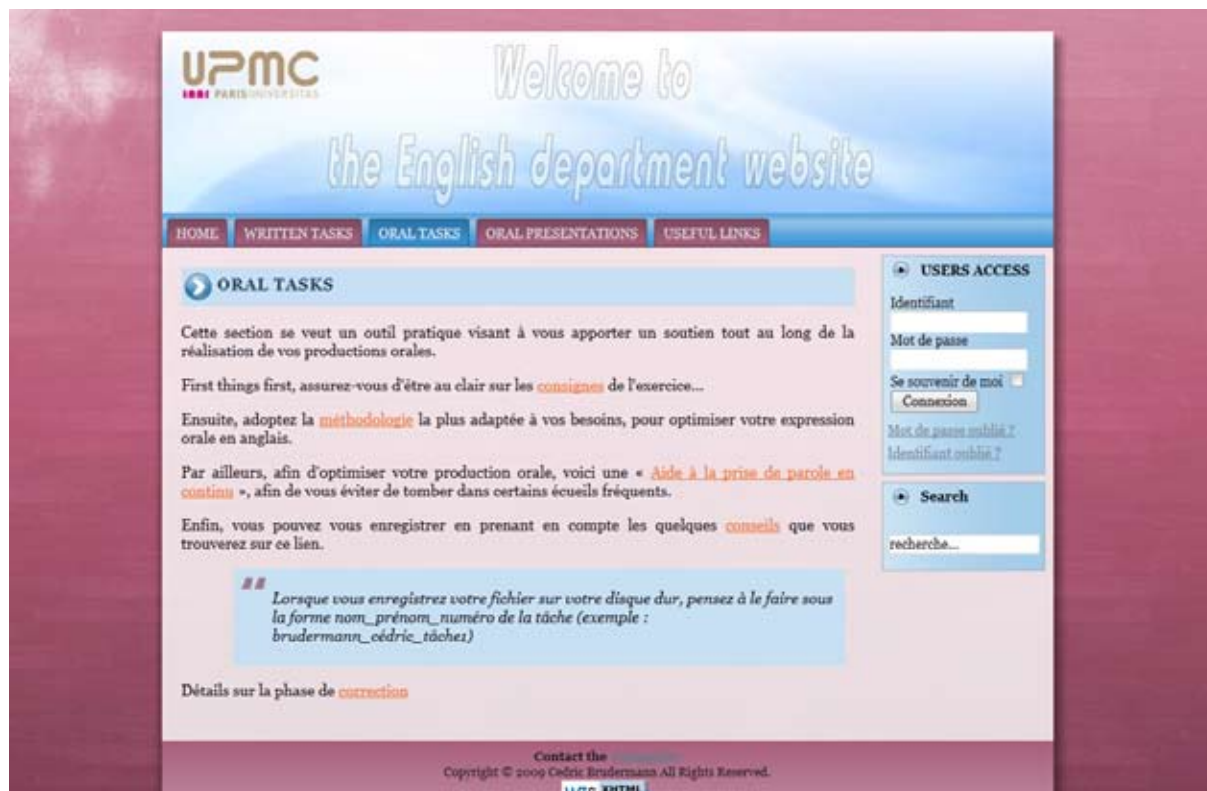 UPMC
PARIS UNIVERSITAS
Welcome to
the English department website
HOME
WRITTEN TASKS
ORAL TASKS
ORAL PRESENTATIONS
USEFUL LINKS
ORAL TASKS
Cette section se veut un outil pratique visant à vous apporter un soutien tout au long de la
réalisation de vos productions orales.
First things first, assurez-vous d'être au clair sur les consignes de l'exercice...
Ensuite, adoptez la méthodologie la plus adaptée à vos besoins, pour optimiser votre expression
orale en anglais.
Par ailleurs, afin d'optimiser votre production orale, voici une « Aide à la prise de parole en
continu », afin de vous éviter de tomber dans certains écueils fréquents.
Enfin, vous pouvez vous enregistrer en prenant en compte les quelques conseils que vous
trouverez sur ce lien.
Lorsque vous enregistrez votre fichier sur votre disque dur, pensez à le faire sous
la forme nom_prénom_numéro de la tâche (exemple :
brudermann_cédric_tâche1)
Détails sur la phase de correction
USERS ACCESS
Identifiant
Mot de passe
Se souvenir de moi
Connexion
Mot de passe oublié ?
Identifiant oublié ?
Search
recherche...
Contact the
Copyright © 2009 Cedric Brudermann All Rights Reserved.
W3C XHTML